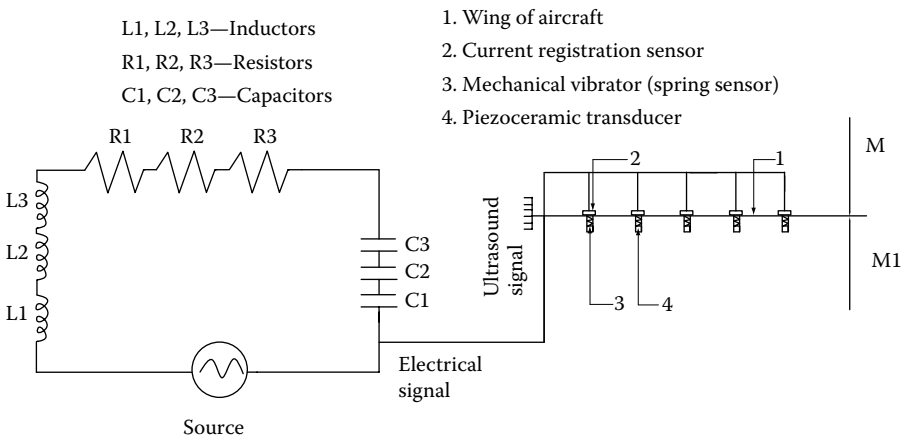 L1, L2, L3—Inductors
R1, R2, R3—Resistors
C1, C2, C3—Capacitors
1. Wing of aircraft
2. Current registration sensor
3. Mechanical vibrator (spring sensor)
4. Piezoceramic transducer
R1 R2 R3
L3
L2
L1
C3
C2
C1
Source
Electrical
signal
Ultrasound
signal
2
1
3
4
M
M1